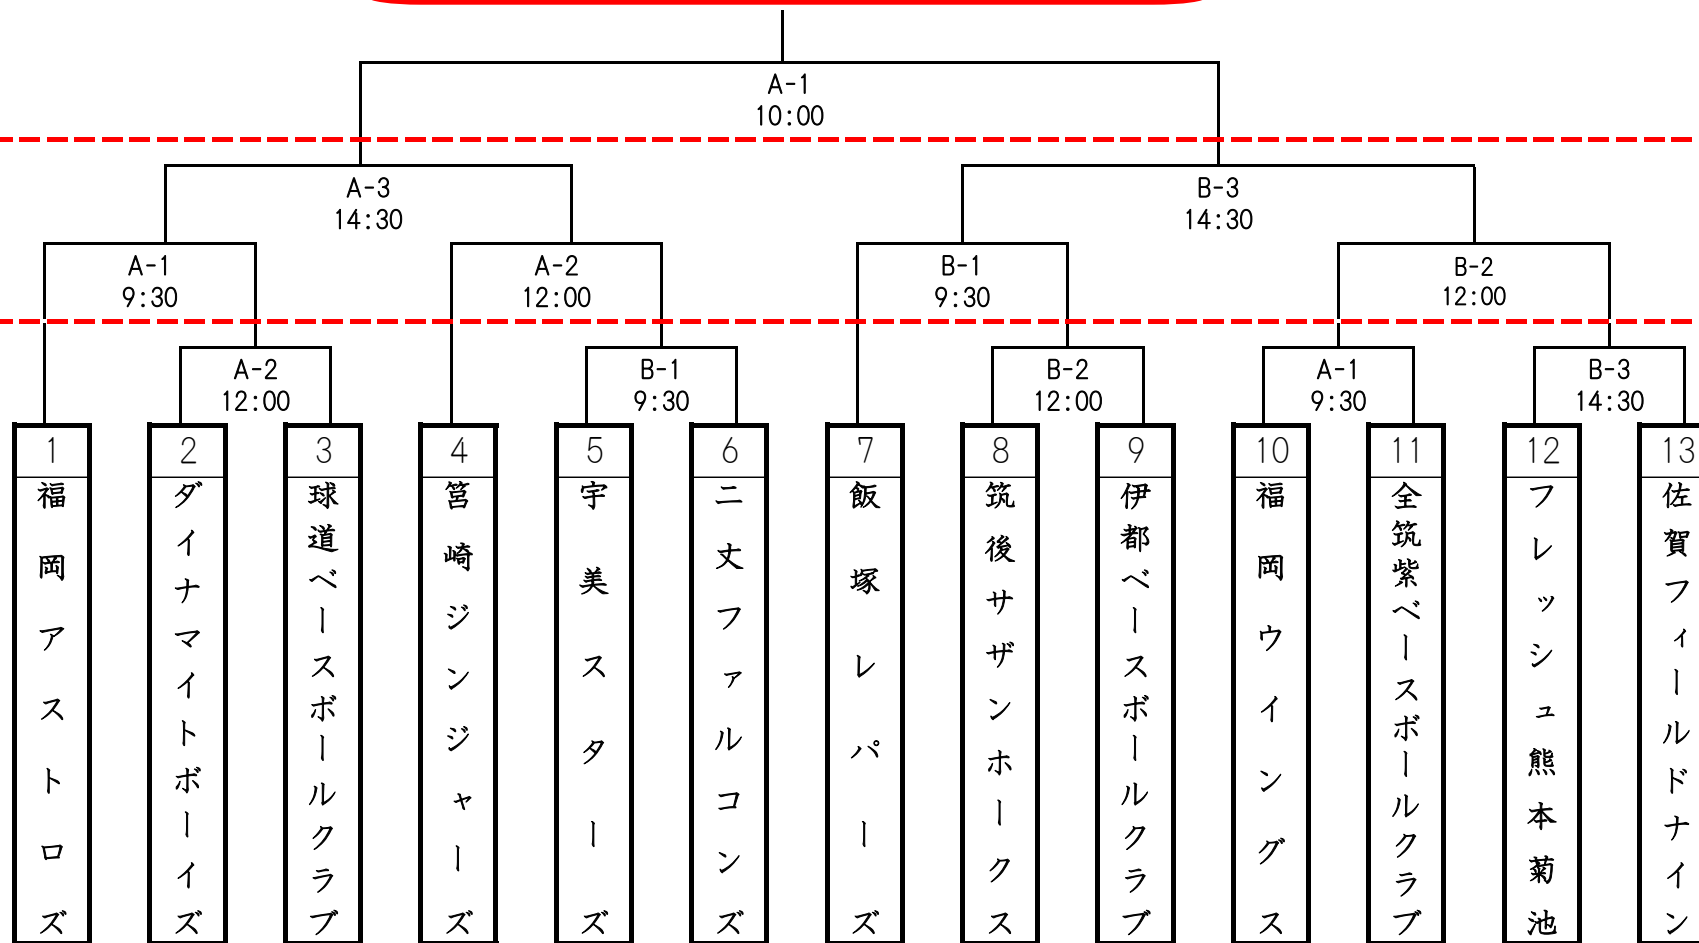 A-1
10:00
A-3
14:30
B-3
14:30
A-1
9:30
A-2
12:00
B-1
9:30
B-2
12:00
A-2
12:00
B-1
9:30
B-2
12:00
A-1
9:30
B-3
14:30
1
福岡アストロズ
2
ダイナマイトボーイズ
3
球道ベースボールクラブ
4
筥崎ジンジャーズ
5
宇美スターズ
6
二丈ファルコンズ
7
飯塚レパーズ
8
筑後サザンホークス
9
伊都ベースボールクラブ
10
福岡ウイングス
11
全筑紫ベースボールクラブ
12
フレッシュ熊本菊池
13
佐賀フィールドナイン